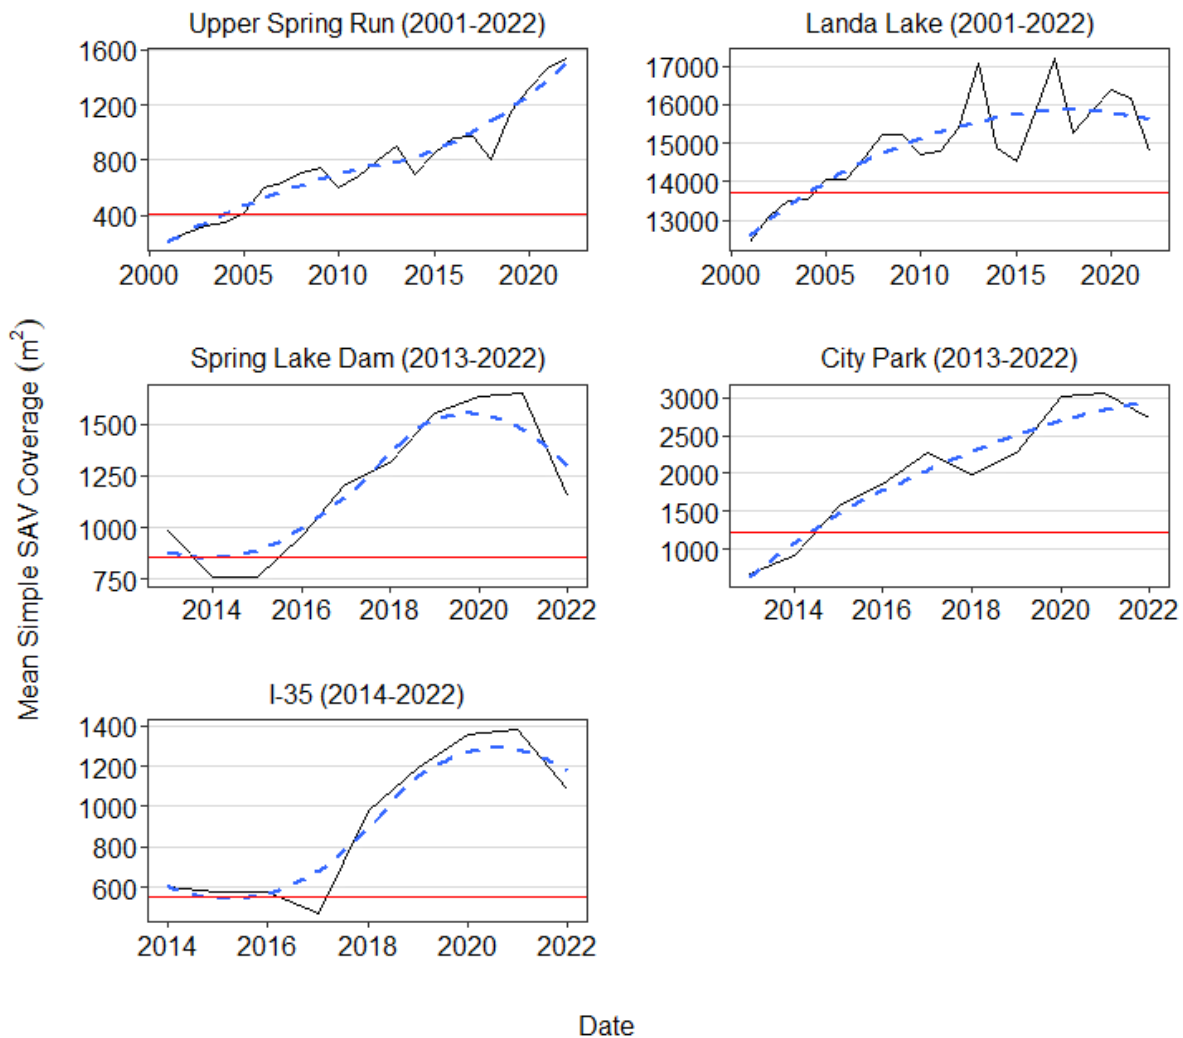 Upper Spring Run (2001-2022)
1600
1200
800
400
2000 2005 2010 2015 2020
Landa Lake (2001-2022)
17000
16000
15000
14000
13000
2000 2005 2010 2015 2020
Mean Simple SAV Coverage (m²)
Spring Lake Dam (2013-2022)
1500
1250
1000
750
2014 2016 2018 2020 2022
City Park (2013-2022)
3000
2500
2000
1500
1000
2014 2016 2018 2020 2022
I-35 (2014-2022)
1400
1200
1000
800
600
2014 2016 2018 2020 2022
Date